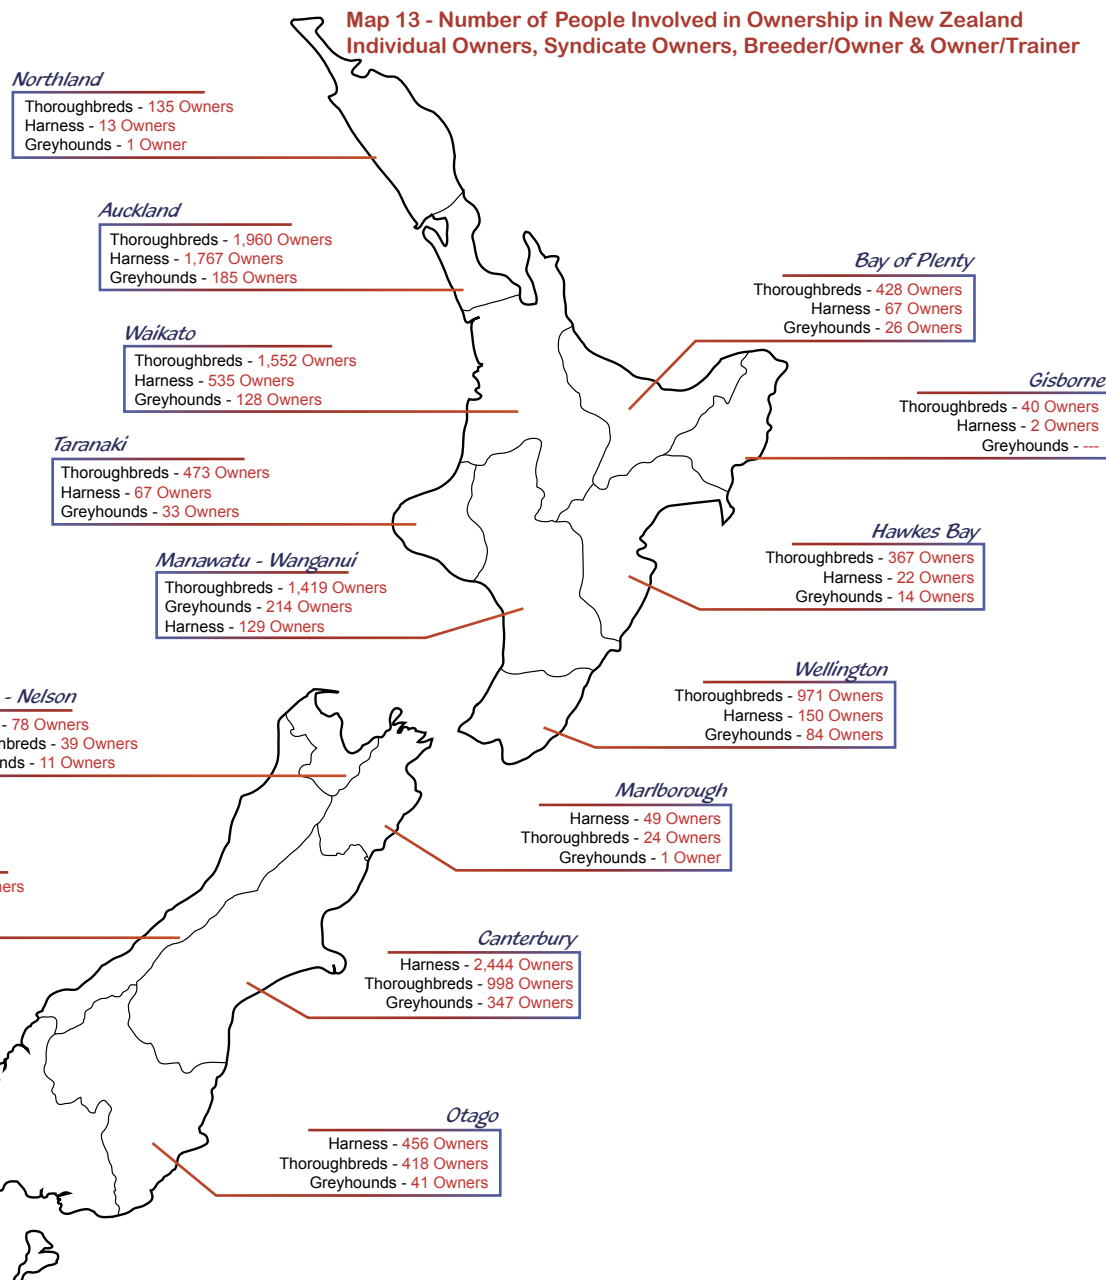 Map 13 - Number of People Involved in Ownership in New Zealand
Individual Owners, Syndicate Owners, Breeder/Owner & Owner/Trainer
Northland
Thoroughbreds - 135 Owners
Harness - 13 Owners
Greyhounds - 1 Owner
Auckland
Thoroughbreds - 1,960 Owners
Harness - 1,767 Owners
Greyhounds - 185 Owners
Bay of Plenty
Thoroughbreds - 428 Owners
Harness - 67 Owners
Greyhounds - 26 Owners
Waikato
Thoroughbreds - 1,552 Owners
Harness - 535 Owners
Greyhounds - 128 Owners
Gisborne
Thoroughbreds - 40 Owners
Harness - 2 Owners
Greyhounds - ---
Taranaki
Thoroughbreds - 473 Owners
Harness - 67 Owners
Greyhounds - 33 Owners
Hawkes Bay
Thoroughbreds - 367 Owners
Harness - 22 Owners
Greyhounds - 14 Owners
Manawatu - Wanganui
Thoroughbreds - 1,419 Owners
Greyhounds - 214 Owners
Harness - 129 Owners
Wellington
Thoroughbreds - 971 Owners
Harness - 150 Owners
Greyhounds - 84 Owners
- Nelson
- 78 Owners
hbreds - 39 Owners
nds - 11 Owners
Marlborough
Harness - 49 Owners
Thoroughbreds - 24 Owners
Greyhounds - 1 Owner
ners
Canterbury
Harness - 2,444 Owners
Thoroughbreds - 998 Owners
Greyhounds - 347 Owners
Otago
Harness - 456 Owners
Thoroughbreds - 418 Owners
Greyhounds - 41 Owners